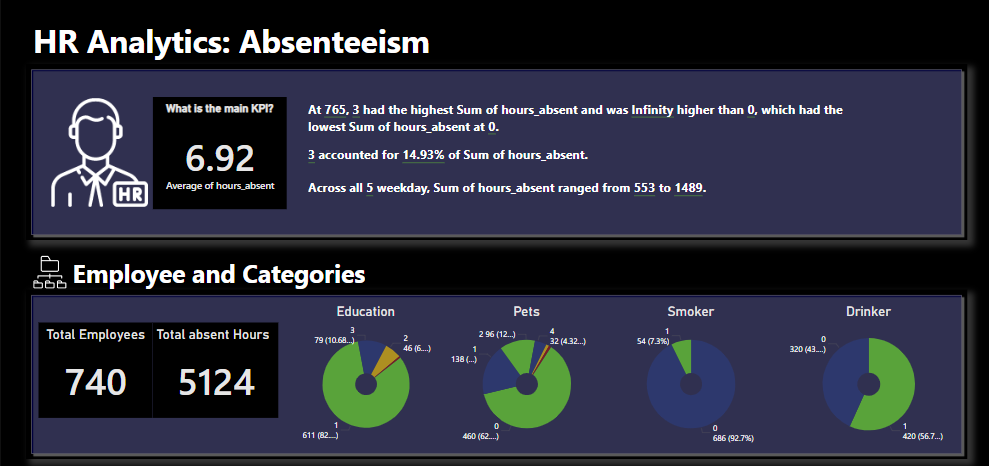 HR Analytics: Absenteeism
What is the main KPI?
6.92
Average of hours_absent
HR
At 765, 3 had the highest Sum of hours_absent and was Infinity higher than 0, which had the
lowest Sum of hours_absent at 0.
3 accounted for 14.93% of Sum of hours_absent.
Across all 5 weekday, Sum of hours_absent ranged from 553 to 1489.
Employee and Categories
Total Employees
740
Total absent Hours
5124
Education
3
79 (10.68...)
2
46 (6....)
1
611 (82....)
Pets
2 96 (12....)
4
32 (4.32...)
1
138 (...)
0
460 (62....)
Smoker
1
54 (7.3%)
0
686 (92.7%)
Drinker
0
320 (43....)
1
420 (56.7...)